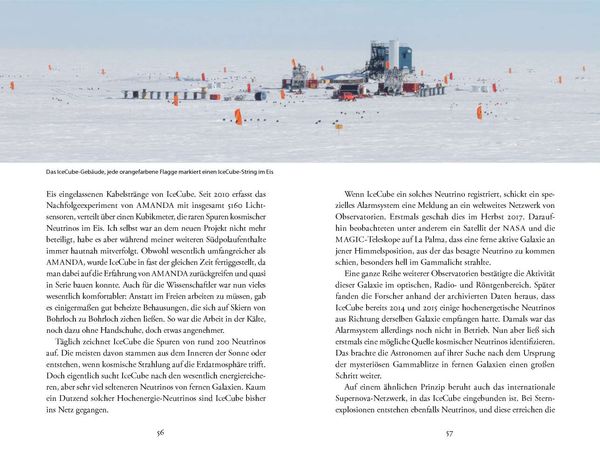 Das IceCube-Gebäude, jede orangefarbene Flagge markiert einen IceCube-String im Eis
Eis eingelassenen Kabelstränge von IceCube. Seit 2010 erfasst das
Nachfolgeexperiment von AMANDA mit insgesamt 5160 Licht-
sensoren, verteilt über einen Kubikmeter, die raren Spuren kosmischer
Neutrinos im Eis. Ich selbst war an dem neuen Projekt nicht mehr
beteiligt, habe es aber während meiner weiteren Südpolaufenthalte
immer hautnah mitverfolgt. Obwohl wesentlich umfangreicher als
AMANDA, wurde IceCube in fast der gleichen Zeit fertiggestellt, da
man dabei auf die Erfahrung von AMANDA zurückgreifen und quasi
in Serie bauen konnte. Auch für die Wissenschaftler war nun vieles
wesentlich komfortabler: Anstatt im Freien arbeiten zu müssen, gab
es einigermaßen gut beheizte Behausungen, die sich auf Skiern von
Bohrloch zu Bohrloch ziehen ließen. So war die Arbeit in der Kälte,
noch dazu ohne Handschuhe, doch etwas angenehmer.
Täglich zeichnet IceCube die Spuren von rund 200 Neutrinos
auf. Die meisten davon stammen aus dem Inneren der Sonne oder
entstehen, wenn kosmische Strahlung auf die Erdatmosphäre trifft.
Doch eigentlich sucht IceCube nach den wesentlich energiereiche-
ren, aber sehr viel selteneren Neutrinos von fernen Galaxien. Kaum
ein Dutzend solcher Hochenergie-Neutrinos sind IceCube bisher
ins Netz gegangen.
56
Wenn IceCube ein solches Neutrino registriert, schickt ein spe-
zielles Alarmsystem eine Meldung an ein weltweites Netzwerk von
Observatorien. Erstmals geschah dies im Herbst 2017. Darauf-
hin beobachteten unter anderem ein Satellit der NASA und die
MAGIC-Teleskope auf La Palma, dass eine ferne aktive Galaxie an
jener Himmelsposition, aus der das besagte Neutrino zu kommen
schien, besonders hell im Gammalicht strahlte.
Eine ganze Reihe weiterer Observatorien bestätigte die Aktivität
dieser Galaxie im optischen, Radio- und Röntgenbereich. Später
fanden die Forscher anhand der archivierten Daten heraus, dass
IceCube bereits 2014 und 2015 einige hochenergetische Neutrinos
aus Richtung derselben Galaxie empfangen hatte. Damals war das
Alarmsystem allerdings noch nicht in Betrieb. Nun aber ließ sich
erstmals eine mögliche Quelle kosmischer Neutrinos identifizieren.
Das brachte die Astronomen auf ihrer Suche nach dem Ursprung
der mysteriösen Gammablitze in fernen Galaxien einen großen
Schritt weiter.
Auf einem ähnlichen Prinzip beruht auch das internationale
Supernova-Netzwerk, in das IceCube eingebunden ist. Bei Stern-
explosionen entstehen ebenfalls Neutrinos, und diese erreichen die
57